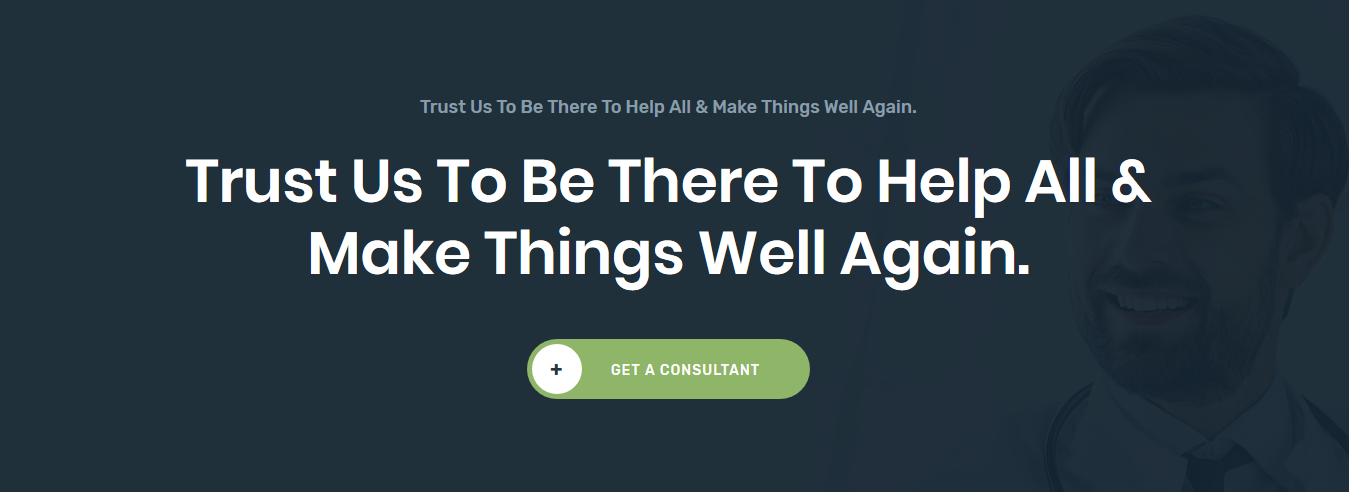 Trust Us To Be There To Help All & Make Things Well Again.
Trust Us To Be There To Help All &
Make Things Well Again.
+ GET A CONSULTANT